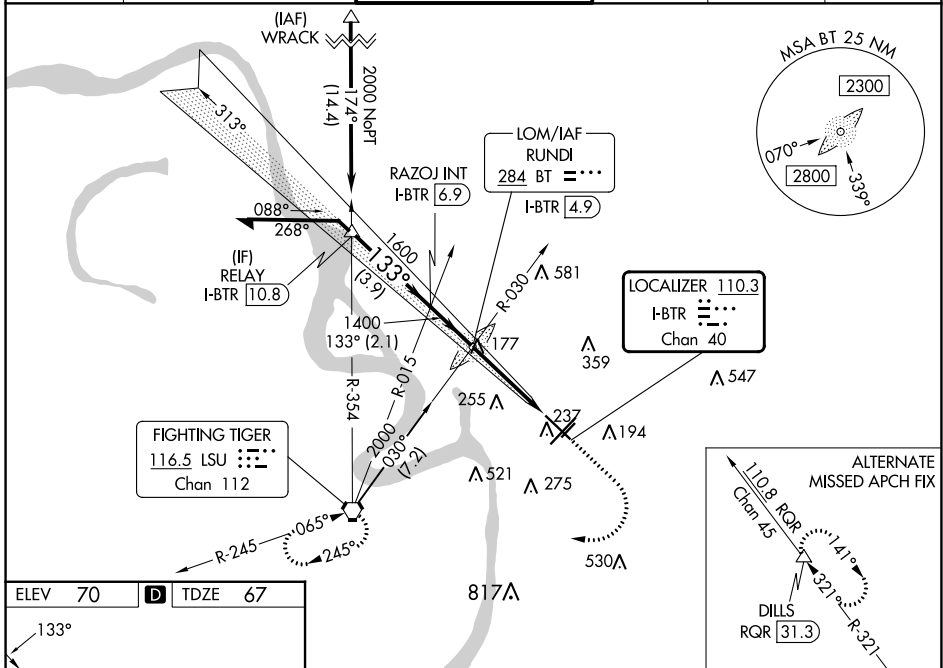 (IAF)
WRACK
2000 NoPT
174°
(14.4)
MSA BT 25 NM
2300
070°
2800
339°
313°
LOM/IAF
RUNDI
284 BT
I-BTR 4.9
RAZOJ INT
I-BTR 6.9
088°
268°
(IF)
RELAY
I-BTR 10.8
1600
133°
(3.9)
1400
133° (2.1)
R-030
581
LOCALIZER 110.3
I-BTR
Chan 40
177
359
547
R-354
R-015
255
237
194
FIGHTING TIGER
116.5 LSU
Chan 112
2000
030°
(7.2)
521
275
065°
R-245
245°
530
817
ALTERNATE
MISSED APCH FIX
110.8 RQR
Chan 45
141°
321°
R-321
DILLS
RQR 31.3
ELEV 70 D TDZE 67
133°